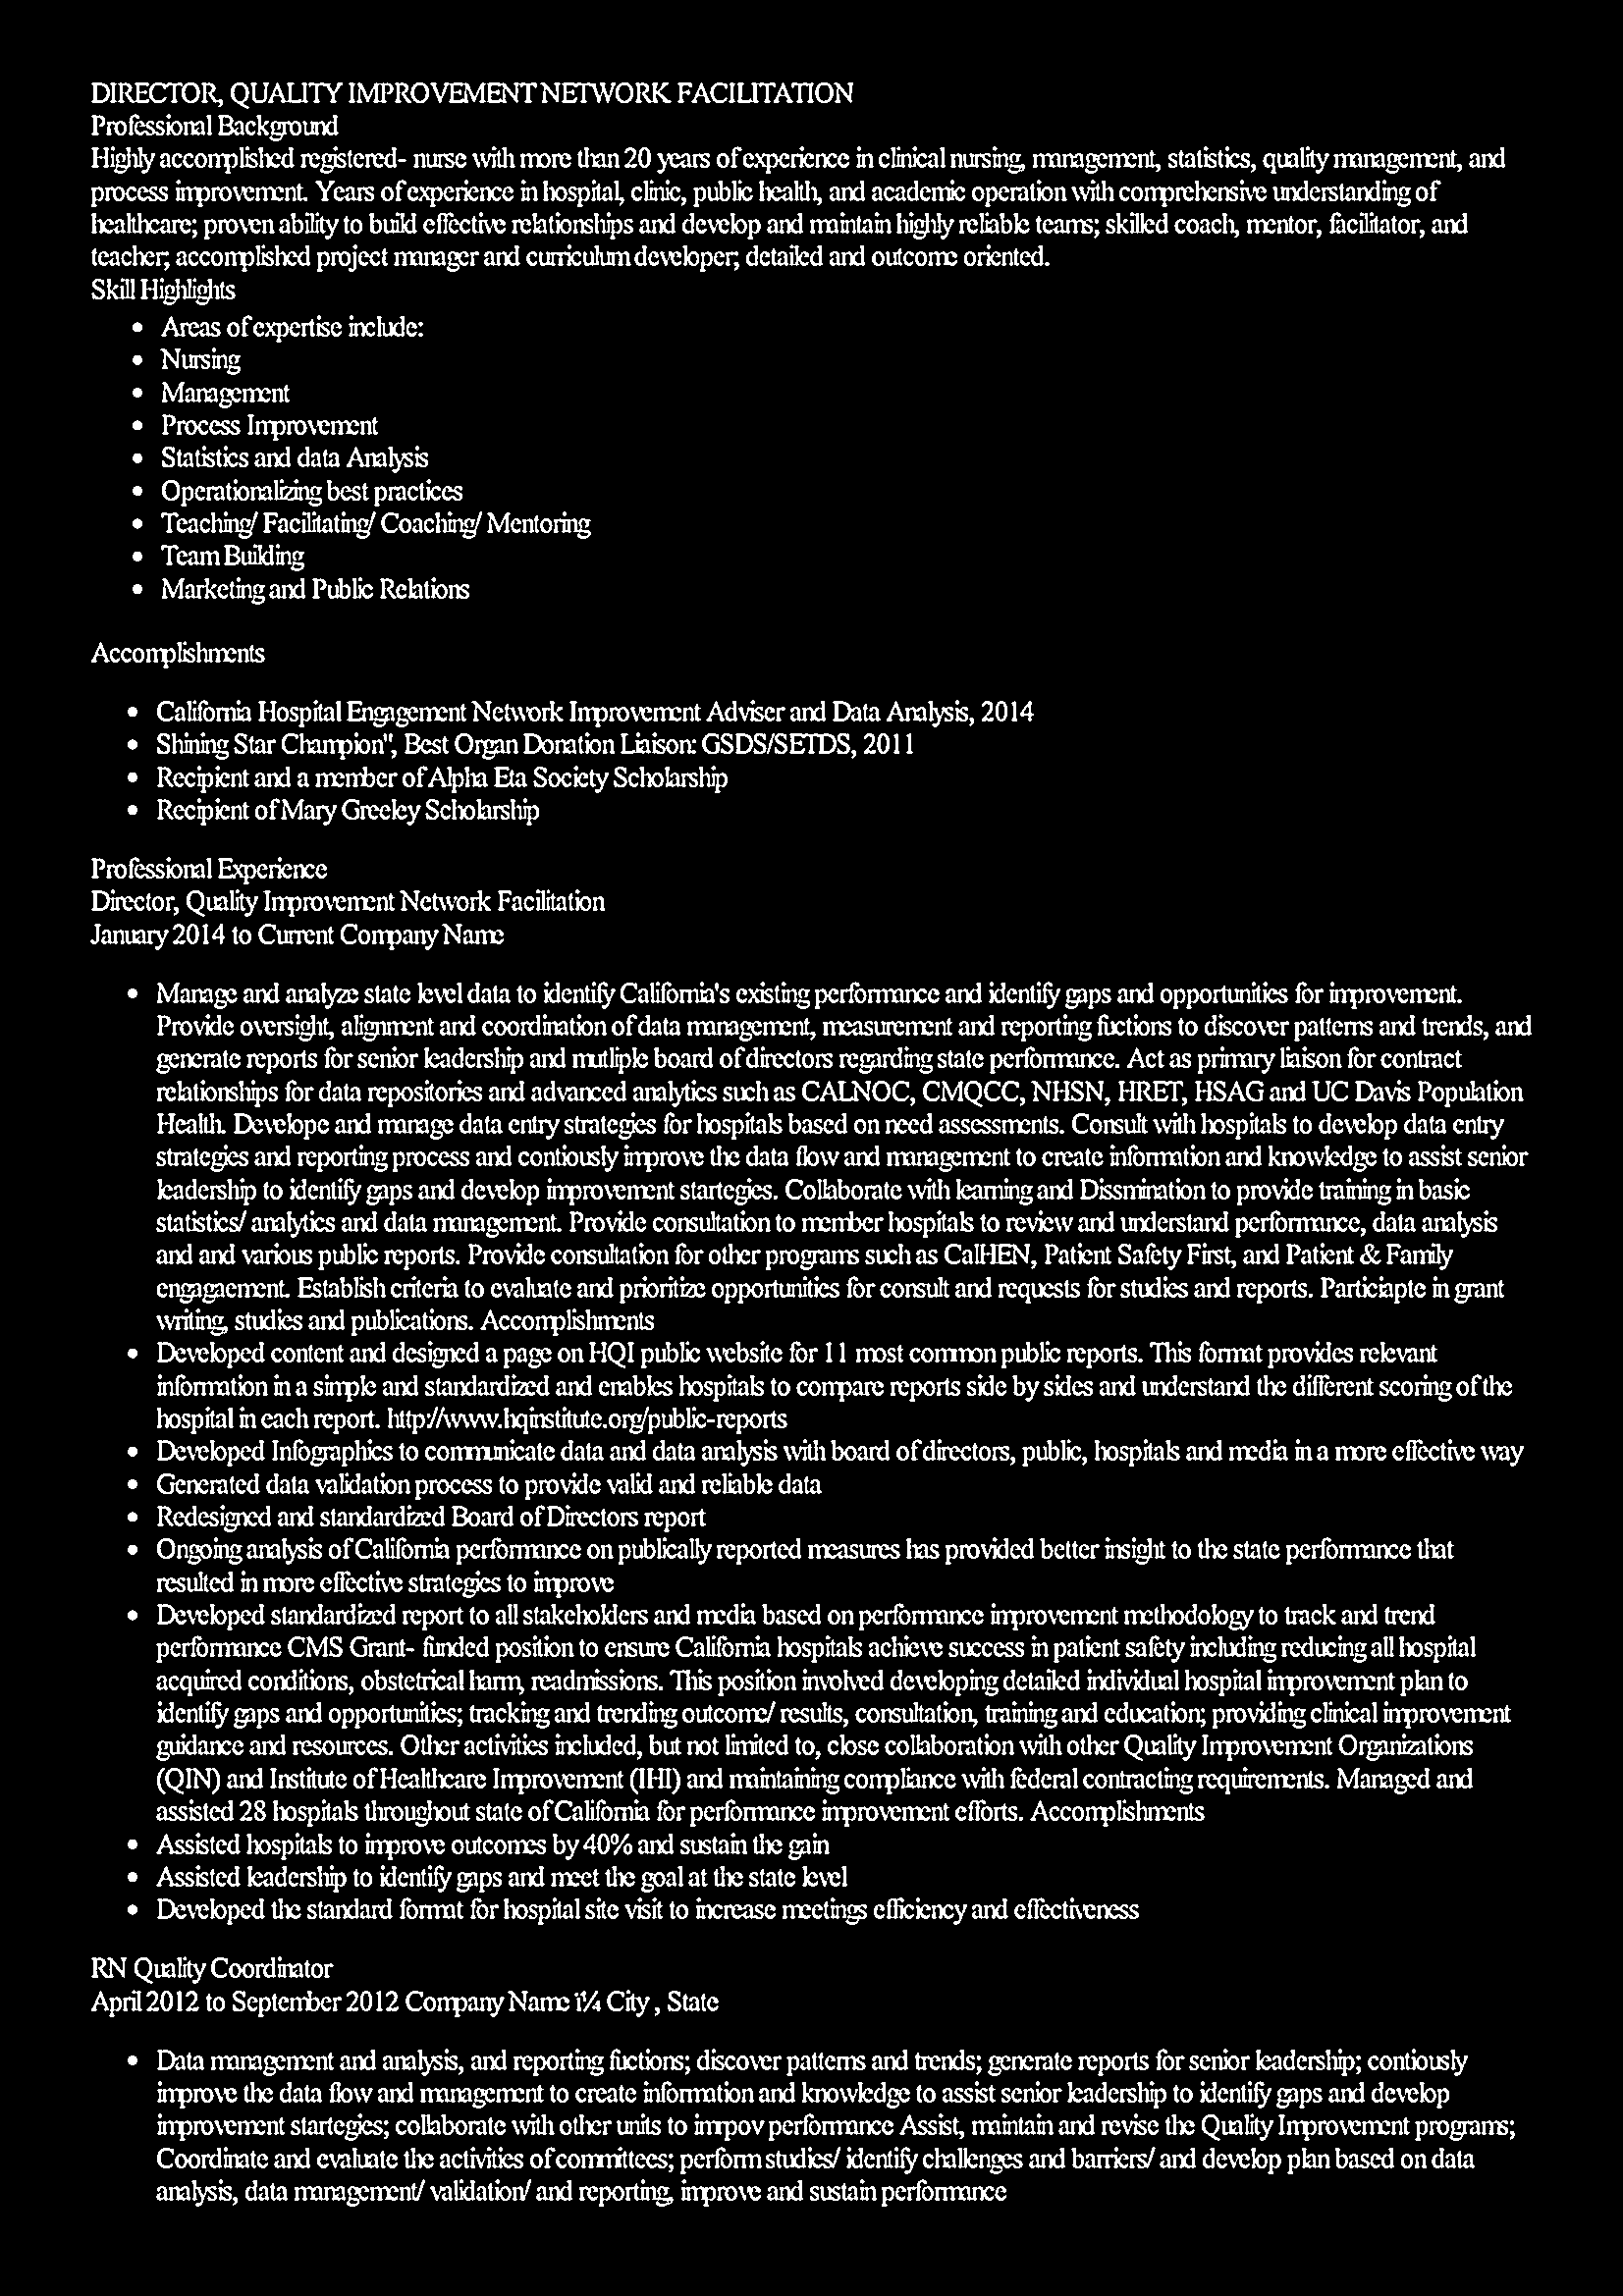 DIRECTOR, QUALITY IMPROVEMENT NETWORK FACILITATION
Professional Background
Highly accomplished registered- nurse with more than 20 years of experience in clinical nursing, management, statistics, quality management, and
process improvement. Years of experience in hospital, clinic, public health, and academic operation with comprehensive understanding of
healthcare; proven ability to build effective relationships and develop and maintain highly reliable teams; skilled coach, mentor, facilitator, and
teacher; accomplished project manager and curriculum developer; detailed and outcome oriented.
Skill Highlights
• Areas of expertise include:
• Nursing
• Management
• Process Improvement
• Statistics and data Analysis
• Operationalizing best practices
• Teaching/ Facilitating/ Coaching/ Mentoring
• Team Building
• Marketing and Public Relations
Accomplishments
• California Hospital Engagement Network Improvement Adviser and Data Analysis, 2014
• Shining Star Champion", Best Organ Donation Liaison: GSDS/SETDS, 2011
• Recipient and a member of Alpha Eta Society Scholarship
• Recipient of Mary Greeley Scholarship
Professional Experience
Director, Quality Improvement Network Facilitation
January 2014 to Current Company Name
• Manage and analyze state level data to identify California's existing performance and identify gaps and opportunities for improvement.
Provide oversight, alignment and coordination of data management, measurement and reporting fuctions to discover patterns and trends, and
generate reports for senior leadership and mutliple board of directors regarding state performance. Act as primary liaison for contract
relationships for data repositories and advanced analytics such as CALNOC, CMQCC, NHSN, HRET, HSAG and UC Davis Population
Health. Develope and manage data entry strategies for hospitals based on need assessments. Consult with hospitals to develop data entry
strategies and reporting process and contiously improve the data flow and management to create information and knowledge to assist senior
leadership to identify gaps and develop improvement startegies. Collaborate with learning and Dissmination to provide training in basic
statistics/ analytics and data management. Provide consultation to member hospitals to review and understand performance, data analysis
and and various public reports. Provide consultation for other programs such as CalHEN, Patient Safety First, and Patient & Family
engagaement. Establish criteria to evaluate and prioritize opportunities for consult and requests for studies and reports. Particiapte in grant
writing, studies and publications. Accomplishments
• Developed content and designed a page on HQI public website for 11 most common public reports. This format provides relevant
information in a simple and standardized and enables hospitals to compare reports side by sides and understand the different scoring of the
hospital in each report. http://www.hqinstitute.org/public-reports
• Developed Infographics to communicate data and data analysis with board of directors, public, hospitals and media in a more effective way
• Generated data validation process to provide valid and reliable data
• Redesigned and standardized Board of Directors report
• Ongoing analysis of California performance on publically reported measures has provided better insight to the state performance that
resulted in more effective strategies to improve
• Developed standardized report to all stakeholders and media based on performance improvement methodology to track and trend
performance CMS Grant- funded position to ensure California hospitals achieve success in patient safety including reducing all hospital
acquired conditions, obstetrical harm, readmissions. This position involved developing detailed individual hospital improvement plan to
identify gaps and opportunities; tracking and trending outcome/ results, consultation, training and education; providing clinical improvement
guidance and resources. Other activities included, but not limited to, close collaboration with other Quality Improvement Organizations
(QIN) and Institute of Healthcare Improvement (IHI) and maintaining compliance with federal contracting requirements. Managed and
assisted 28 hospitals throughout state of California for performance improvement efforts. Accomplishments
• Assisted hospitals to improve outcomes by 40% and sustain the gain
• Assisted leadership to identify gaps and meet the goal at the state level
• Developed the standard format for hospital site visit to increase meetings efficiency and effectiveness
RN Quality Coordinator
April 2012 to September 2012 Company Name ï¼ City , State
• Data management and analysis, and reporting fuctions; discover patterns and trends; generate reports for senior leadership; contiously
improve the data flow and management to create information and knowledge to assist senior leadership to identify gaps and develop
improvement startegies; collaborate with other units to impov performance Assist, maintain and revise the Quality Improvement programs;
Coordinate and evaluate the activities of committees; perform studies/ identify challenges and barriers/ and develop plan based on data
analysis, data management/ validation/ and reporting, improve and sustain performance